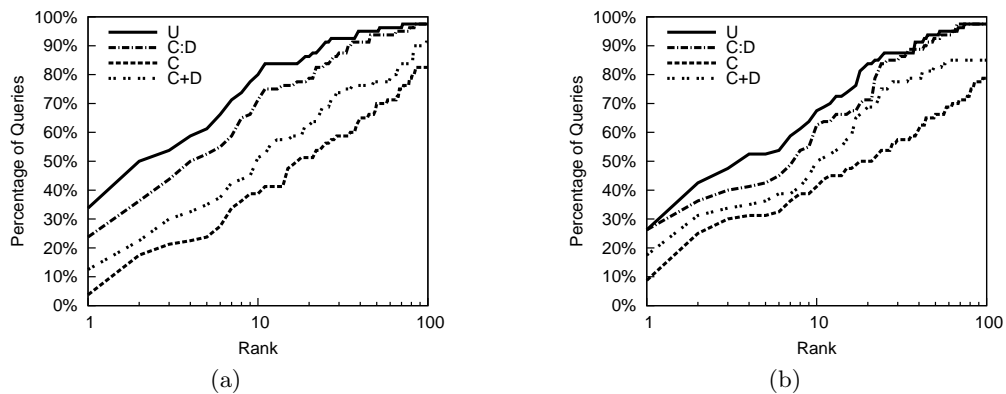 100%
90%
80%
70%
60%
50%
40%
30%
20%
10%
0%
Percentage of Queries
U
C:D
C
C+D
1 10 100
Rank
(a)
100%
90%
80%
70%
60%
50%
40%
30%
20%
10%
0%
Percentage of Queries
U
C:D
C
C+D
1 10 100
Rank
(b)